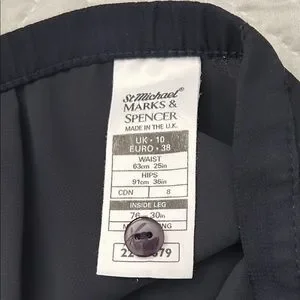 St Michael®
MARKS &
SPENCER
MADE IN THE U.K.
UK - 10
EURO - 38
WAIST
63cm 25in
HIPS
91cm 36in
CDN 8
INSIDE LEG
76 30in